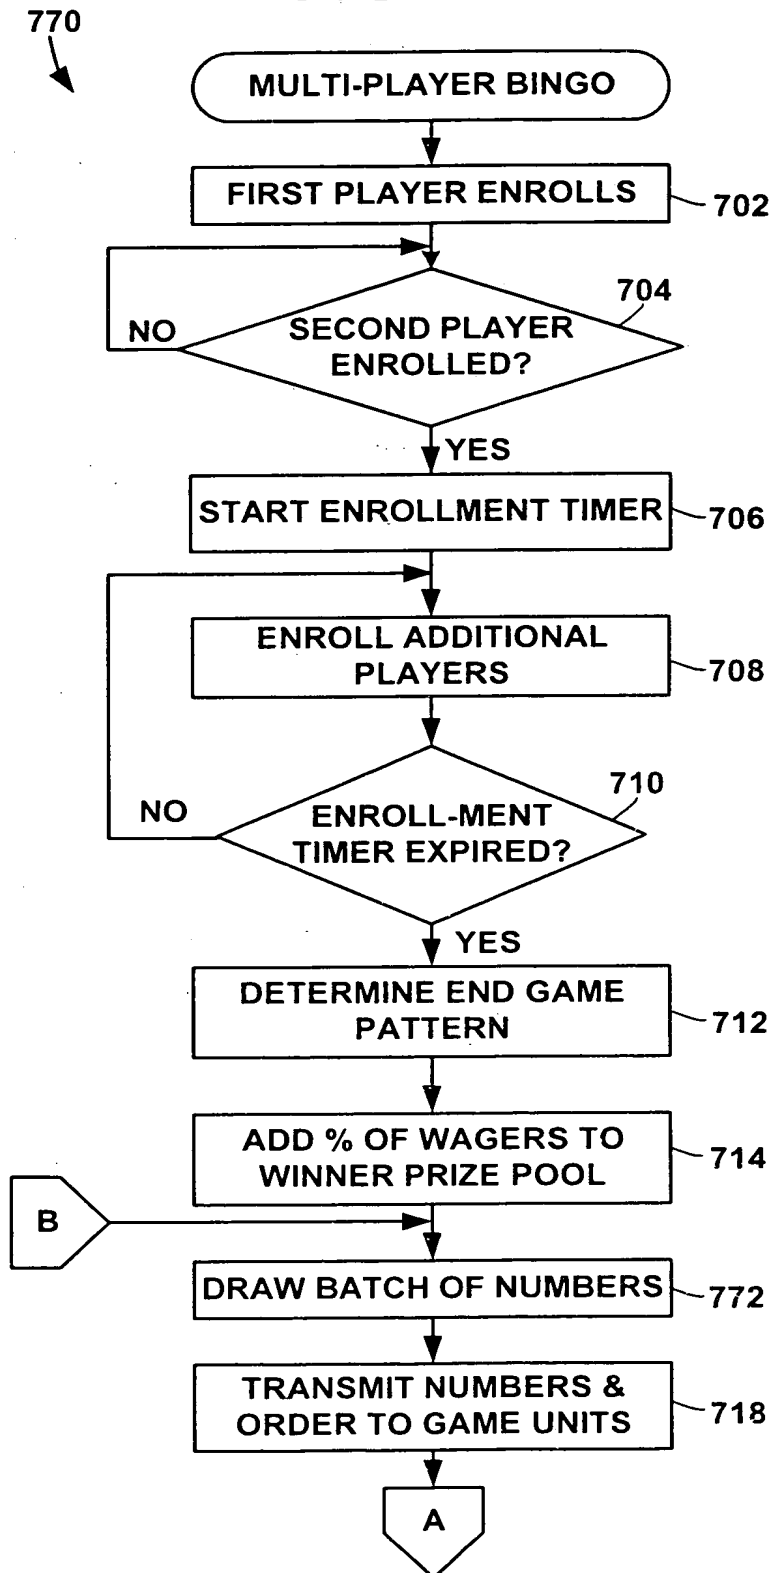 770
MULTI-PLAYER BINGO
FIRST PLAYER ENROLLS
702
704
SECOND PLAYER
ENROLLED?
NO
YES
START ENROLLMENT TIMER
706
ENROLL ADDITIONAL
PLAYERS
708
710
NO
ENROLL-MENT
TIMER EXPIRED?
YES
DETERMINE END GAME
PATTERN
712
ADD % OF WAGERS TO
WINNER PRIZE POOL
714
B
DRAW BATCH OF NUMBERS
772
TRANSMIT NUMBERS &
ORDER TO GAME UNITS
718
A